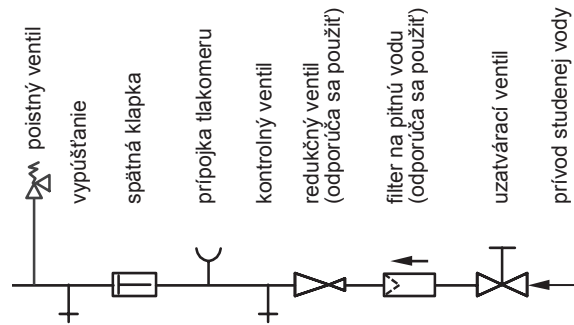 poistný ventil
vypúšťanie
spätná klapka
prípojka tlakomeru
kontrolný ventil
redukčný ventil
(odporúča sa použiť)
filter na pitnú vodu
(odporúča sa použiť)
uzatvárací ventil
prívod studenej vody